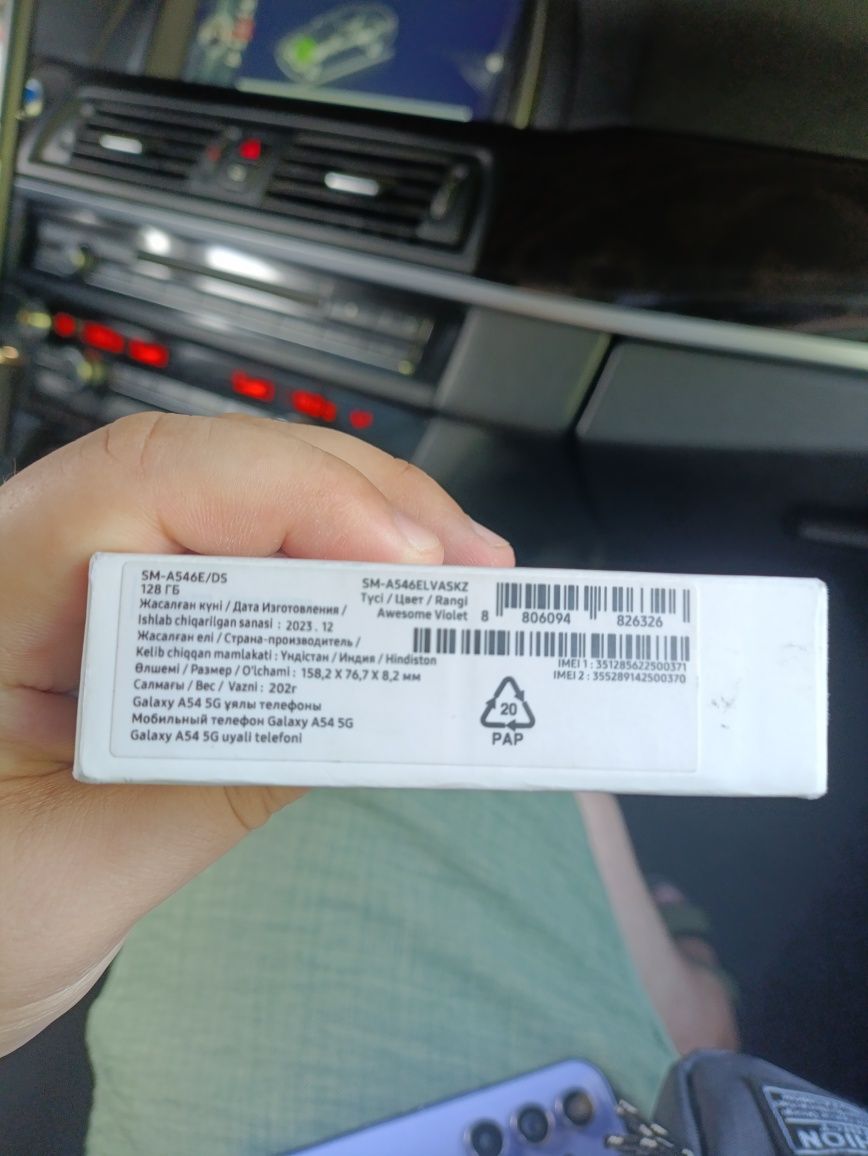 SM-A546E/DS
128 ГБ
Жасалған күні / Дата Изготовления /
Ishlab chiqarilgan sanasi : 2023 . 12
Жасалған елі / Страна-производитель /
Kelib chiqqan mamlakati : Үндістан / Индия / Hindiston
Өлшемі / Размер / O'lchami : 158,2 X 76,7 X 8,2 мм
Салмағы / Вес / Vazni : 202г
Galaxy A54 5G ұялы телефоны
Мобильный телефон Galaxy A54 5G
Galaxy A54 5G uyali telefoni
SM-A546ELVASKZ
Түсі / Цвет / Rangi
Awesome Violet
8 806094 826326
IMEI 1 : 351285622500371
IMEI 2 : 355289142500370
20
PAP